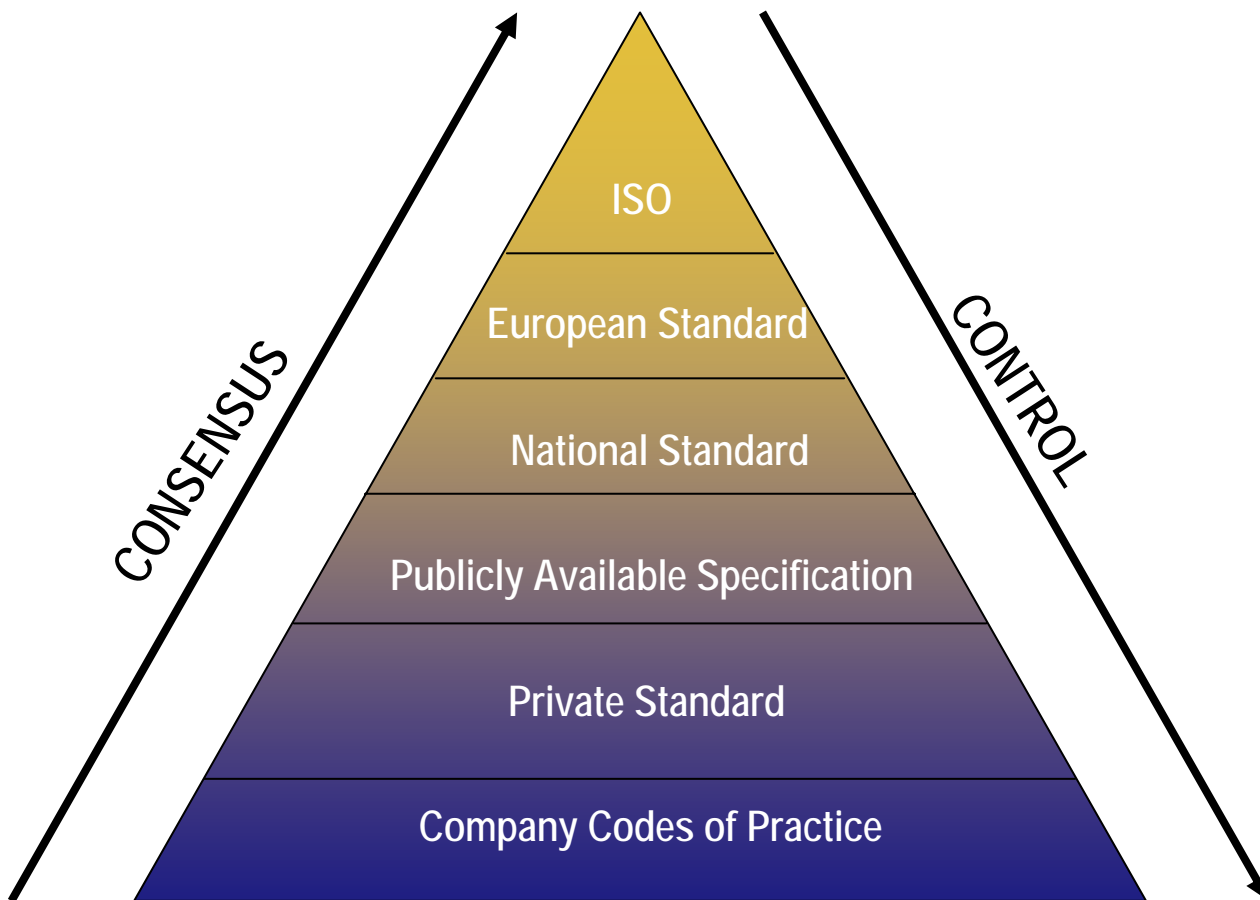 ISO
European Standard
CONSENSUS
CONTROL
National Standard
Publicly Available Specification
Private Standard
Company Codes of Practice